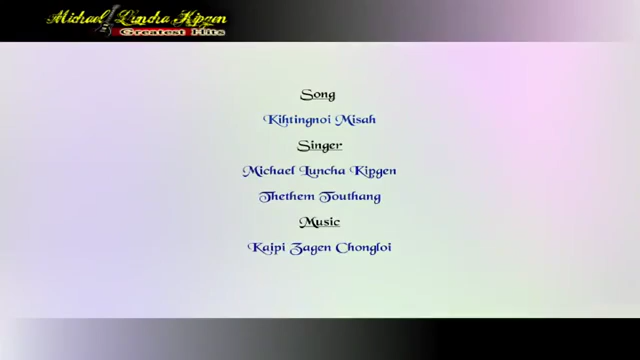 Michael Luncha Kipgen
Greatest Hits
Song
Kihtingnoi Misah
Singer
Michael Luncha Kipgen
Thethem Touthang
Music
Kaipi Zagen Chongloi